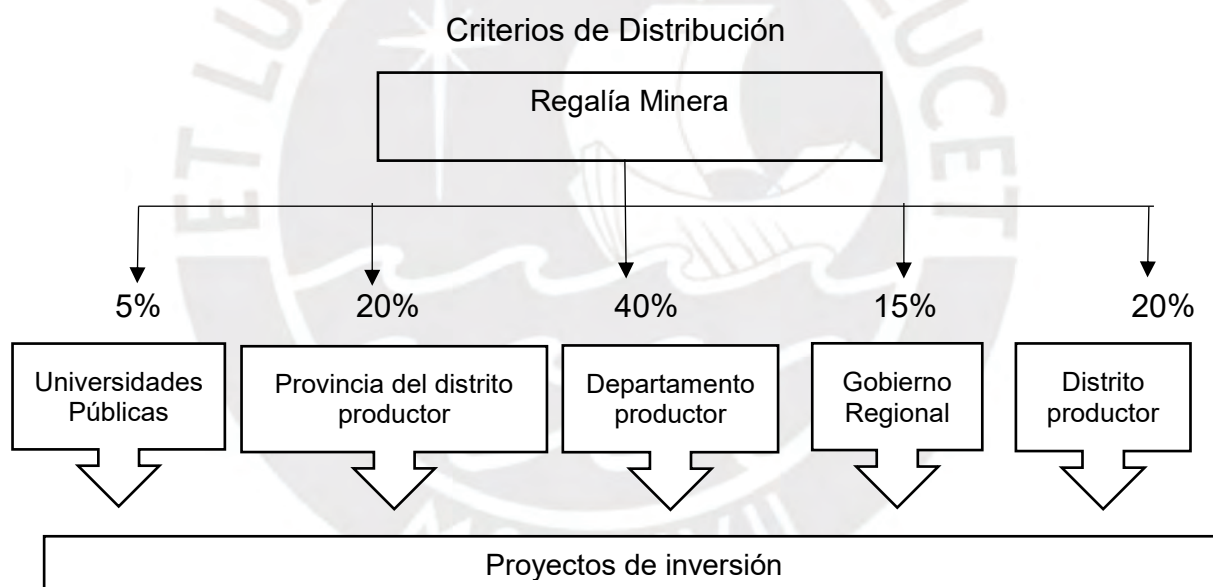 Criterios de Distribución
Regalía Minera
5%
20%
40%
15%
20%
Universidades
Públicas
Provincia del distrito
productor
Departamento
productor
Gobierno
Regional
Distrito
productor
Proyectos de inversión